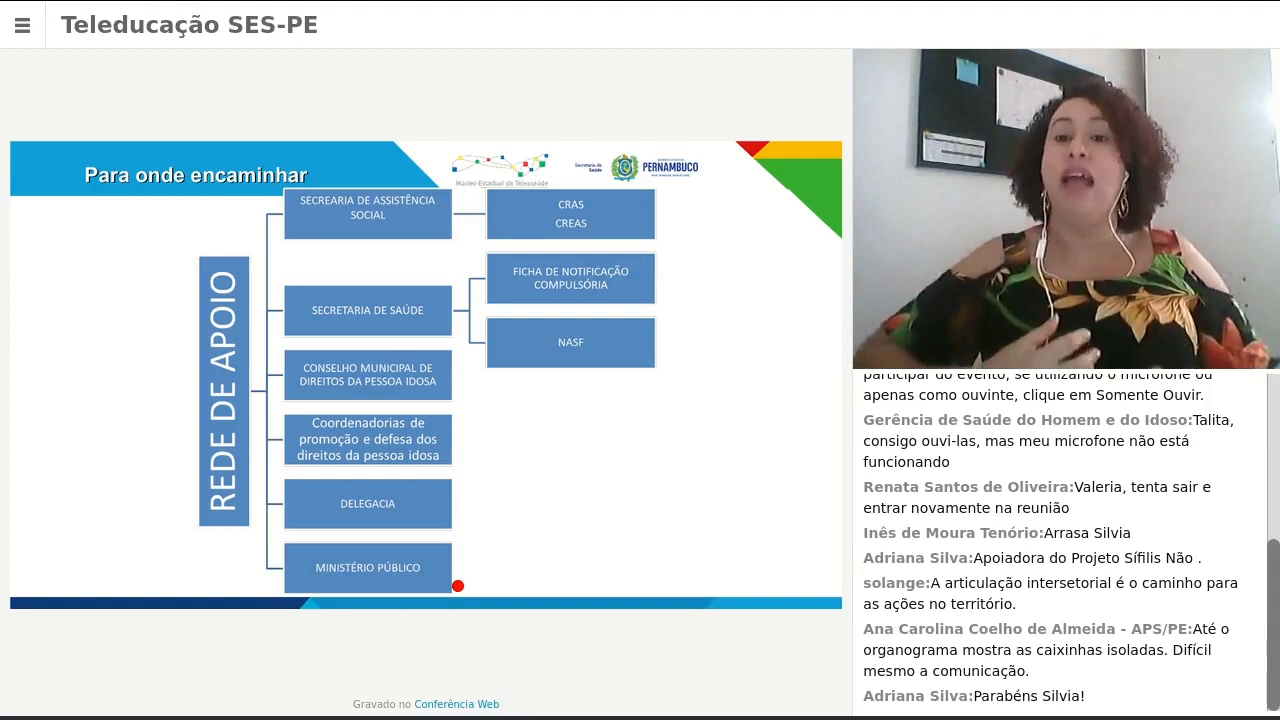 Teleducação SES-PE
Para onde encaminhar
Núcleo Estadual de Telessaúde
Secretaria de
Saúde
PERNAMBUCO
REDE DE APOIO
SECREARIA DE ASSISTÊNCIA
SOCIAL
CRAS
CREAS
SECRETARIA DE SAÚDE
FICHA DE NOTIFICAÇÃO
COMPULSÓRIA
NASF
CONSELHO MUNICIPAL DE
DIREITOS DA PESSOA IDOSA
Coordenadorias de
promoção e defesa dos
direitos da pessoa idosa
DELEGACIA
MINISTÉRIO PÚBLICO
Gravado no Conferência Web
participar do evento, se utilizando o microfone ou
apenas como ouvinte, clique em Somente Ouvir.
Gerência de Saúde do Homem e do Idoso:Talita,
consigo ouvi-las, mas meu microfone não está
funcionando
Renata Santos de Oliveira:Valeria, tenta sair e
entrar novamente na reunião
Inês de Moura Tenório:Arrasa Silvia
Adriana Silva:Apoiadora do Projeto Sífilis Não .
solange:A articulação intersetorial é o caminho para
as ações no território.
Ana Carolina Coelho de Almeida - APS/PE:Até o
organograma mostra as caixinhas isoladas. Difícil
mesmo a comunicação.
Adriana Silva:Parabéns Silvia!